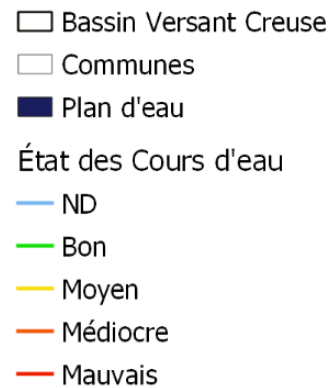 Bassin Versant Creuse
Communes
Plan d'eau
État des Cours d'eau
ND
Bon
Moyen
Médiocre
Mauvais